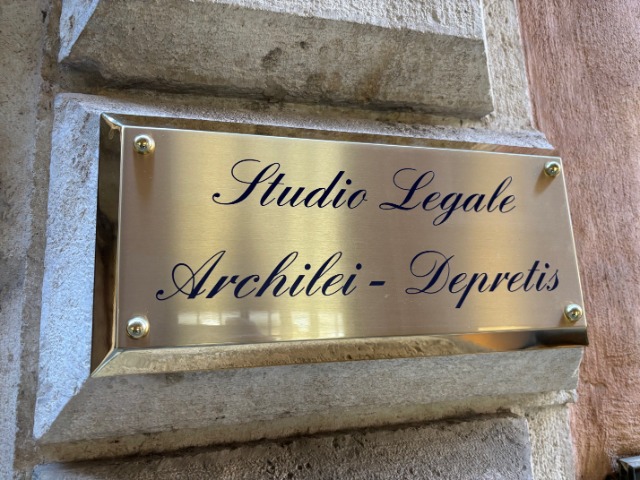 Studio Legale
Archilei - Depretis